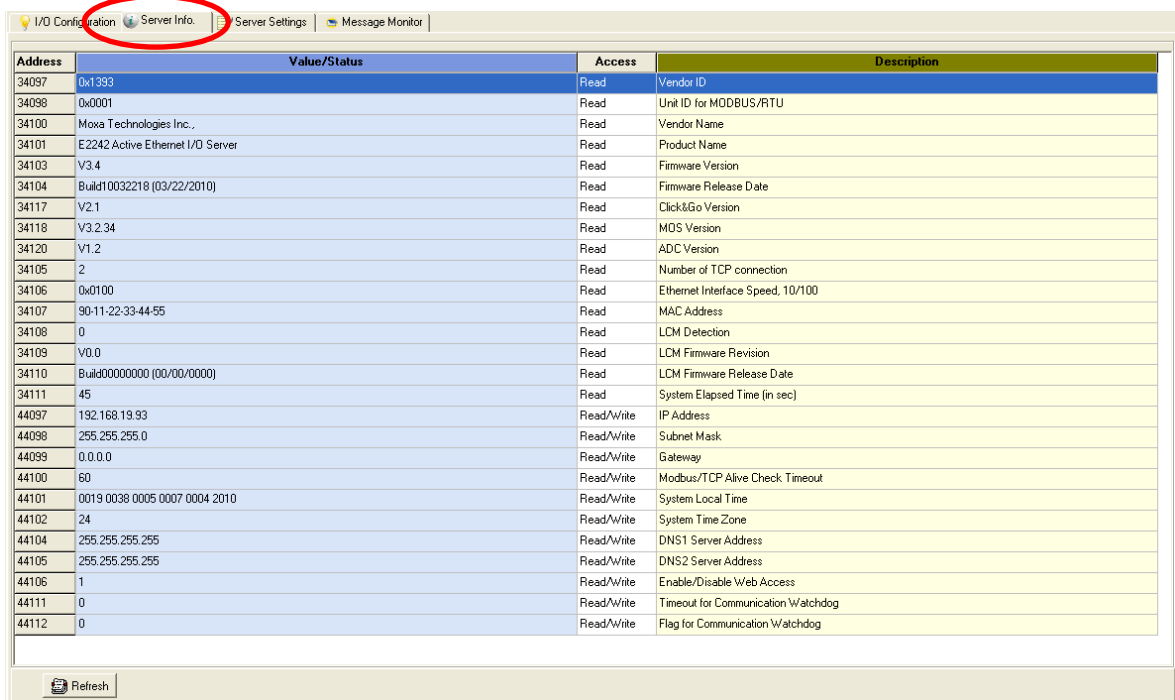 I/O Configuration Server Info. Server Settings Message Monitor
Address Value/Status Access Description
34097 0x1393 Read Vendor ID
34098 0x0001 Read Unit ID for MODBUS/RTU
34100 Moxa Technologies Inc., Read Vendor Name
34101 E2242 Active Ethernet I/O Server Read Product Name
34103 V3.4 Read Firmware Version
34104 Build10032218 (03/22/2010) Read Firmware Release Date
34117 V2.1 Read Click&Go Version
34118 V3.2.34 Read MOS Version
34120 V1.2 Read ADC Version
34105 2 Read Number of TCP connection
34106 0x0100 Read Ethernet Interface Speed, 10/100
34107 90-11-22-33-44-55 Read MAC Address
34108 0 Read LCM Detection
34109 V0.0 Read LCM Firmware Revision
34110 Build00000000 (00/00/0000) Read LCM Firmware Release Date
34111 45 Read System Elapsed Time (in sec)
44097 192.168.19.93 Read/Write IP Address
44098 255.255.255.0 Read/Write Subnet Mask
44099 0.0.0.0 Read/Write Gateway
44100 60 Read/Write Modbus/TCP Alive Check Timeout
44101 0019 0038 0005 0007 0004 2010 Read/Write System Local Time
44102 24 Read/Write System Time Zone
44104 255.255.255.255 Read/Write DNS1 Server Address
44105 255.255.255.255 Read/Write DNS2 Server Address
44106 1 Read/Write Enable/Disable Web Access
44111 0 Read/Write Timeout for Communication Watchdog
44112 0 Read/Write Flag for Communication Watchdog
Refresh